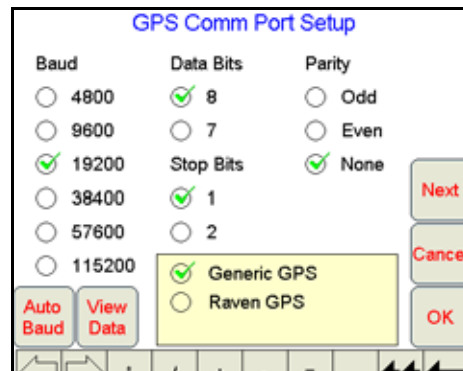 GPS Comm Port Setup
Baud
4800
9600
19200
38400
57600
115200
Data Bits
8
7
Stop Bits
1
2
Parity
Odd
Even
None
Generic GPS
Raven GPS
Auto
Baud
View
Data
Next
Cancel
OK